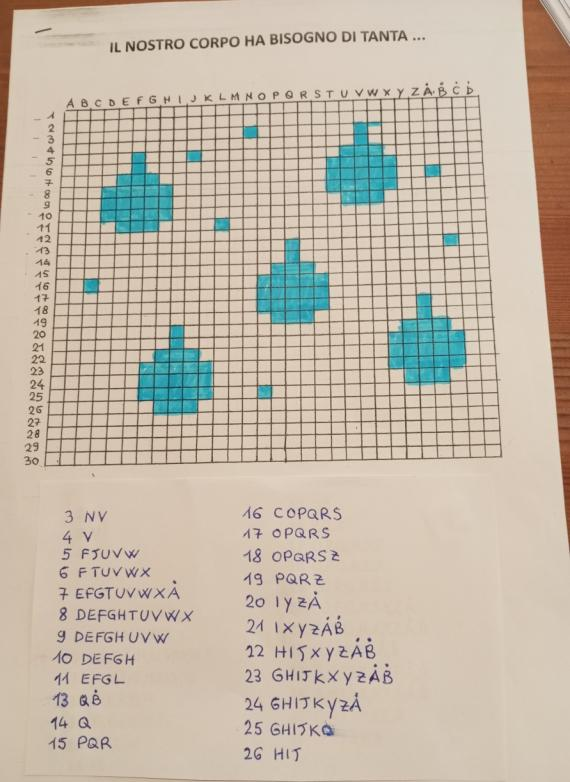 IL NOSTRO CORPO HA BISOGNO DI TANTA ...
A B C D E F G H I J K L M N O P Q R S T U V W X Y Z Ȧ Ḃ Ċ Ḋ
1
2
3
4
5
6
7
8
9
10
11
12
13
14
15
16
17
18
19
20
21
22
23
24
25
26
27
28
29
30
3 NV
4 V
5 FJUVW
6 FTUVWX
7 EFGTUVWXȦ
8 DEFGHTUVWX
9 DEFGHUVW
10 DEFGH
11 EFGL
13 QḂ
14 Q
15 PQR
16 COPQRS
17 OPQRS
18 OPQRSZ
19 PQRZ
20 IYZȦ
21 IXYZȦḂ
22 HIJXYZȦḂ
23 GHIJKXYZȦḂ
24 GHIJKYZȦ
25 GHIJKO
26 HIJ